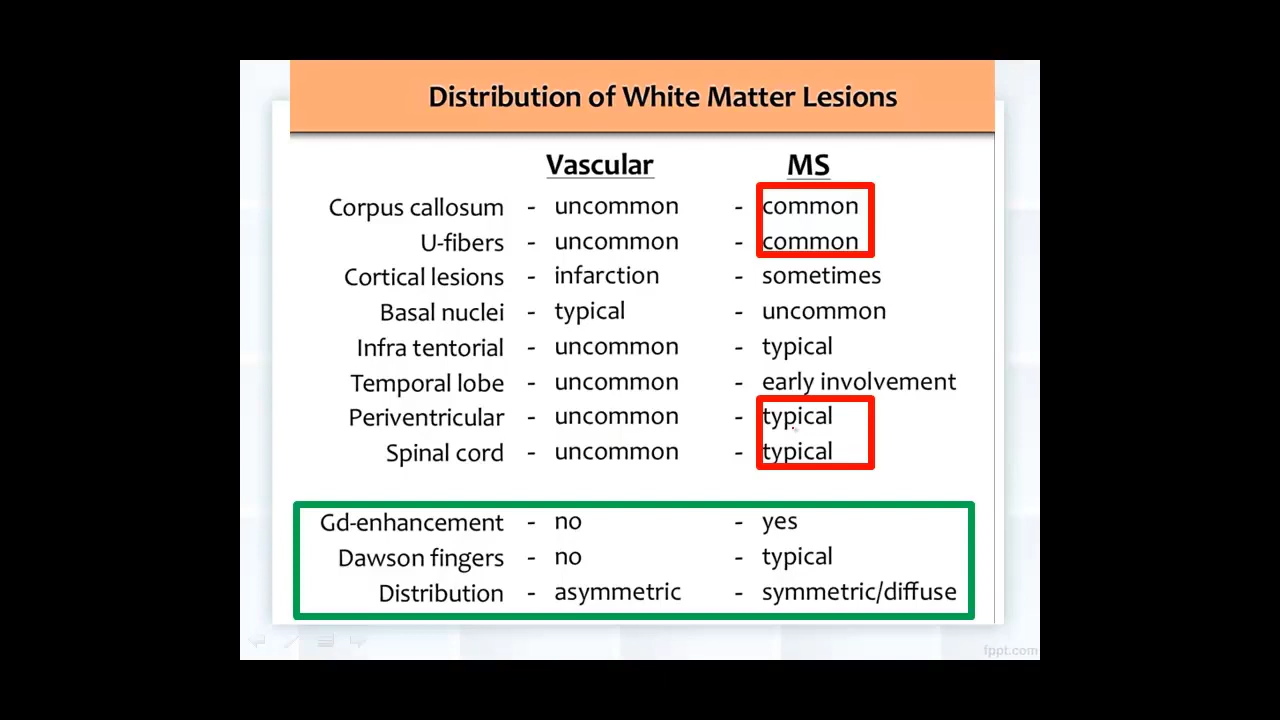 Distribution of White Matter Lesions
Vascular MS
Corpus callosum - uncommon - common
U-fibers - uncommon - common
Cortical lesions - infarction - sometimes
Basal nuclei - typical - uncommon
Infra tentorial - uncommon - typical
Temporal lobe - uncommon - early involvement
Periventricular - uncommon - typical
Spinal cord - uncommon - typical
Gd-enhancement - no - yes
Dawson fingers - no - typical
Distribution - asymmetric - symmetric/diffuse
fppt.com